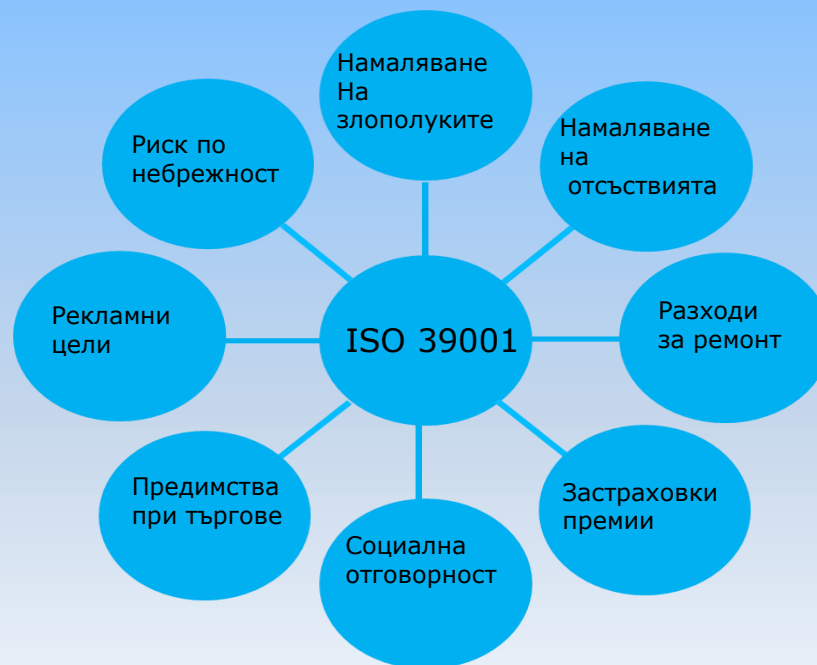 Намаляване
На
злополуките
Риск по
небрежност
Намаляване
на
отсъствията
Рекламни
цели
ISO 39001
Разходи
за ремонт
Предимства
при търгове
Социална
отговорност
Застраховки
премии